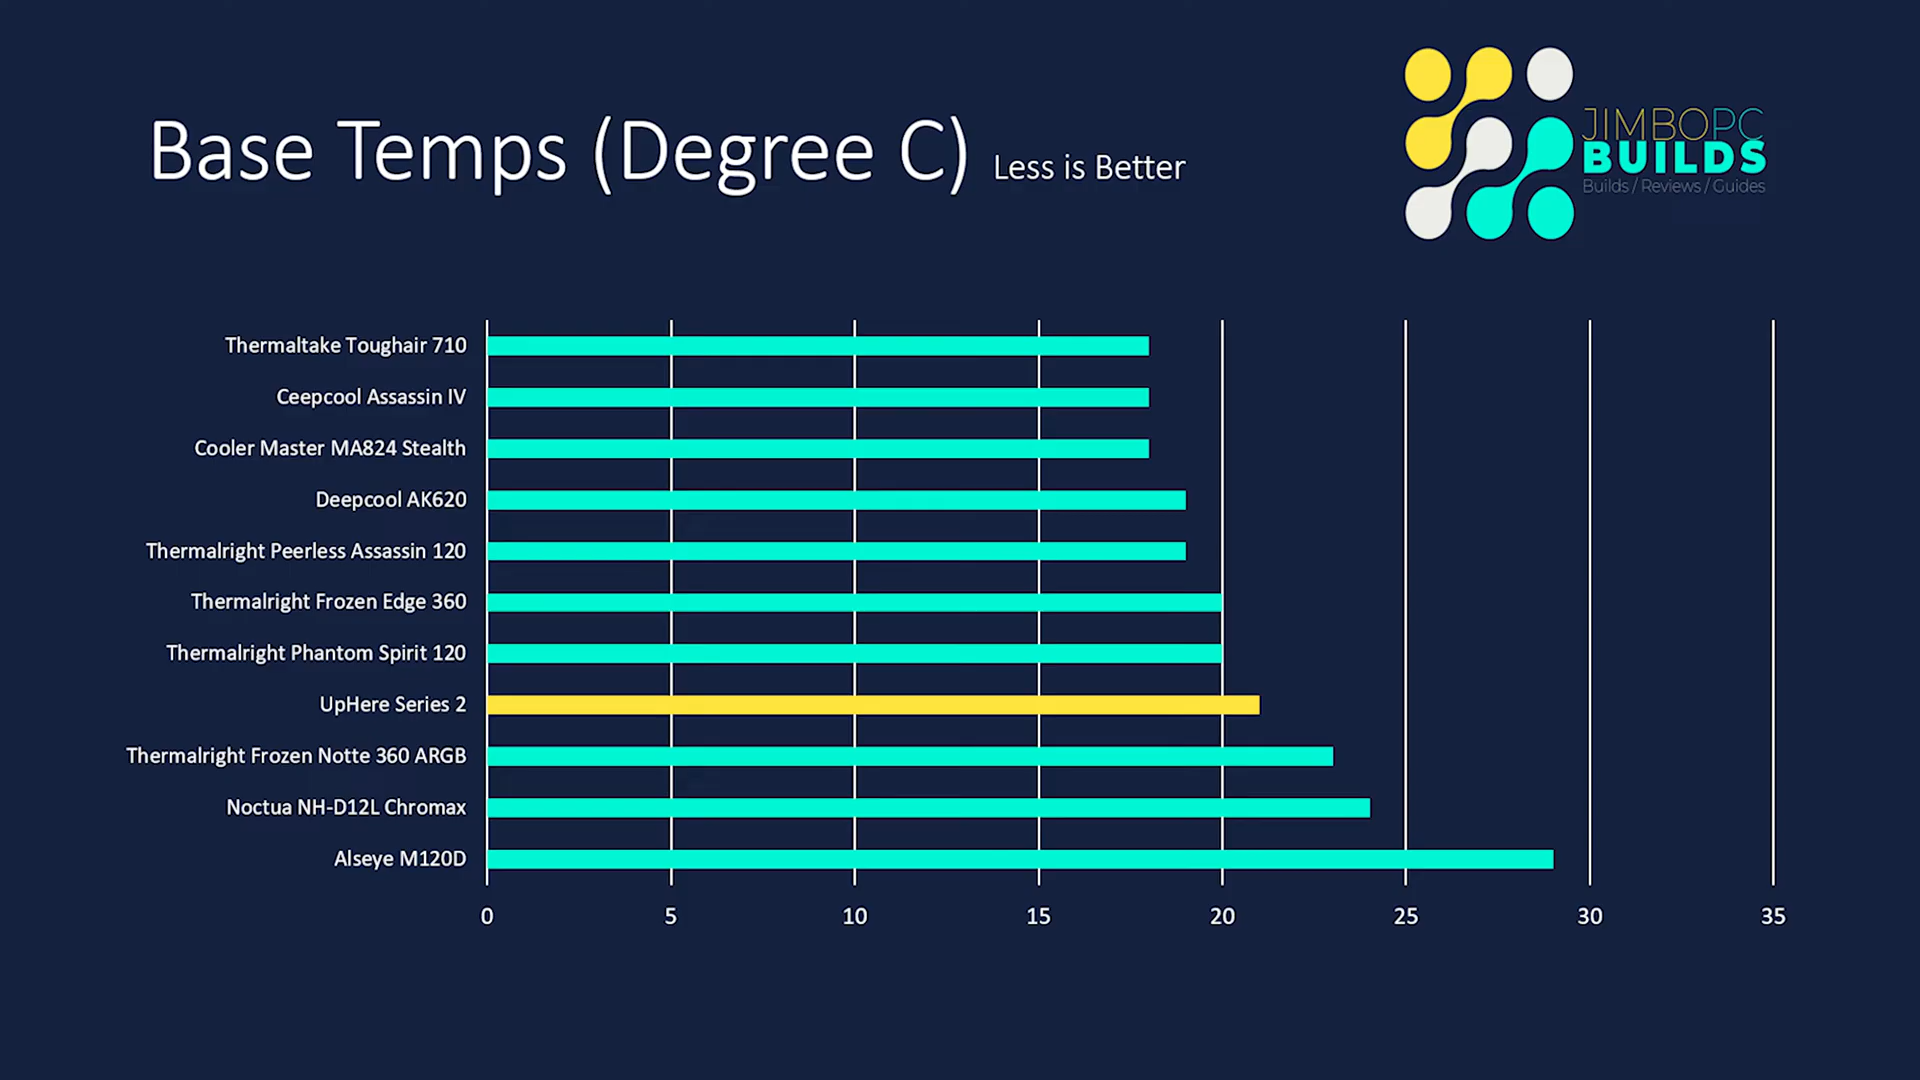 Base Temps (Degree C) Less is Better
JIMBOPC
BUILDS
Builds / Reviews / Guides
Thermaltake Toughair 710
Ceepcool Assassin IV
Cooler Master MA824 Stealth
Deepcool AK620
Thermalright Peerless Assassin 120
Thermalright Frozen Edge 360
Thermalright Phantom Spirit 120
UpHere Series 2
Thermalright Frozen Notte 360 ARGB
Noctua NH-D12L Chromax
Alseye M120D
0 5 10 15 20 25 30 35